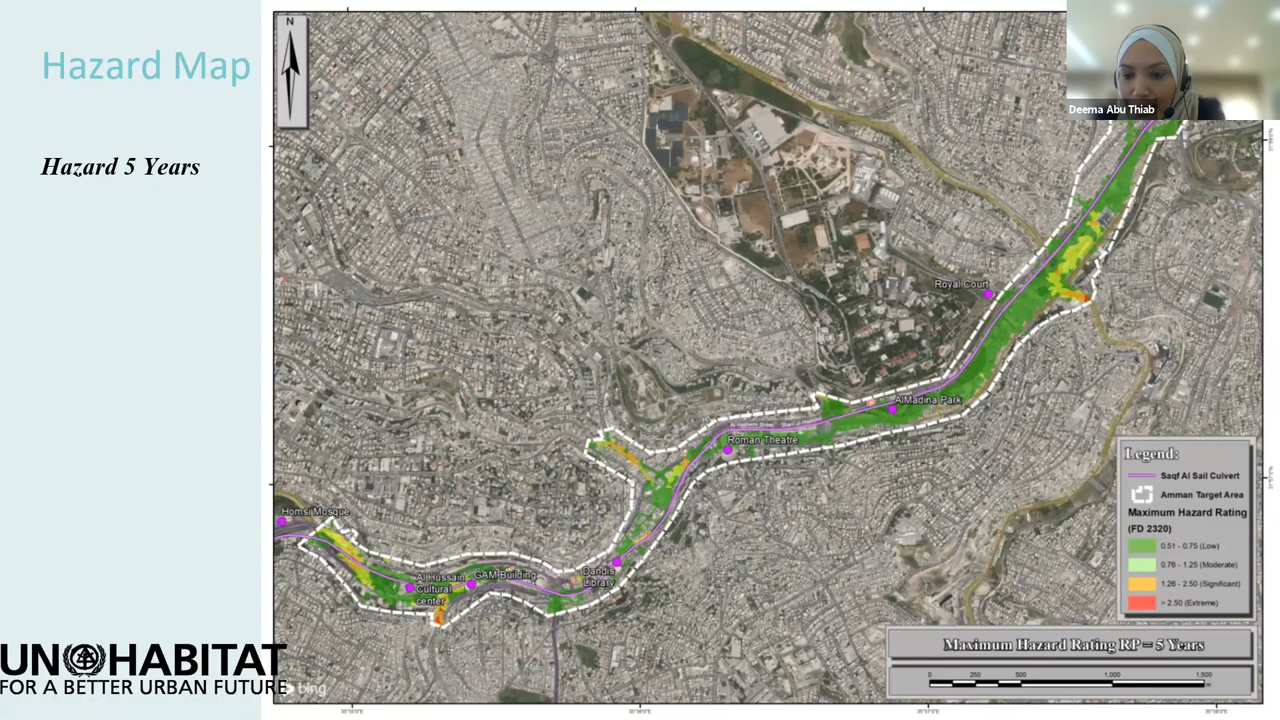 Hazard Map
Hazard 5 Years
N
Deema Abu Thiab
Royal Court
AlMadina Park
Roman Theatre
Homsi Mosque
Al Hussain
Cultural
center
GAM Building
Dandis
Library
Legend:
Saqf Al Sail Culvert
Amman Target Area
Maximum Hazard Rating
(FD 2320)
0.51 - 0.75 (Low)
0.76 - 1.25 (Moderate)
1.26 - 2.50 (Significant)
> 2.50 (Extreme)
Maximum Hazard Rating RP = 5 Years
0 250 500 1,000 1,500
m
UN HABITAT
FOR A BETTER URBAN FUTURE
bing